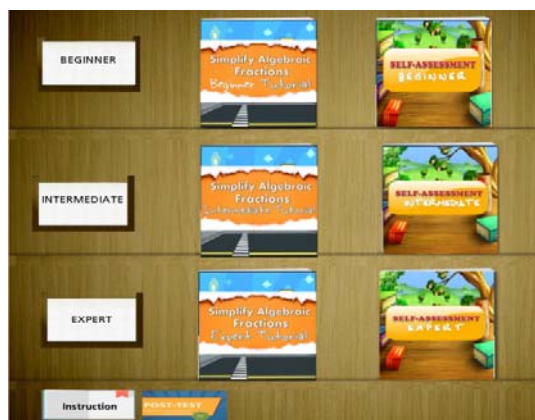 BEGINNER
Simplify Algebraic
Fractions
Beginner Tutorial
SELF-ASSESSMENT
BEGINNER
INTERMEDIATE
Simplify Algebraic
Fractions
Intermediate Tutorial
SELF-ASSESSMENT
INTERMEDIATE
EXPERT
Simplify Algebraic
Fractions
Expert Tutorial
SELF-ASSESSMENT
EXPERT
Instruction
POST-TEST